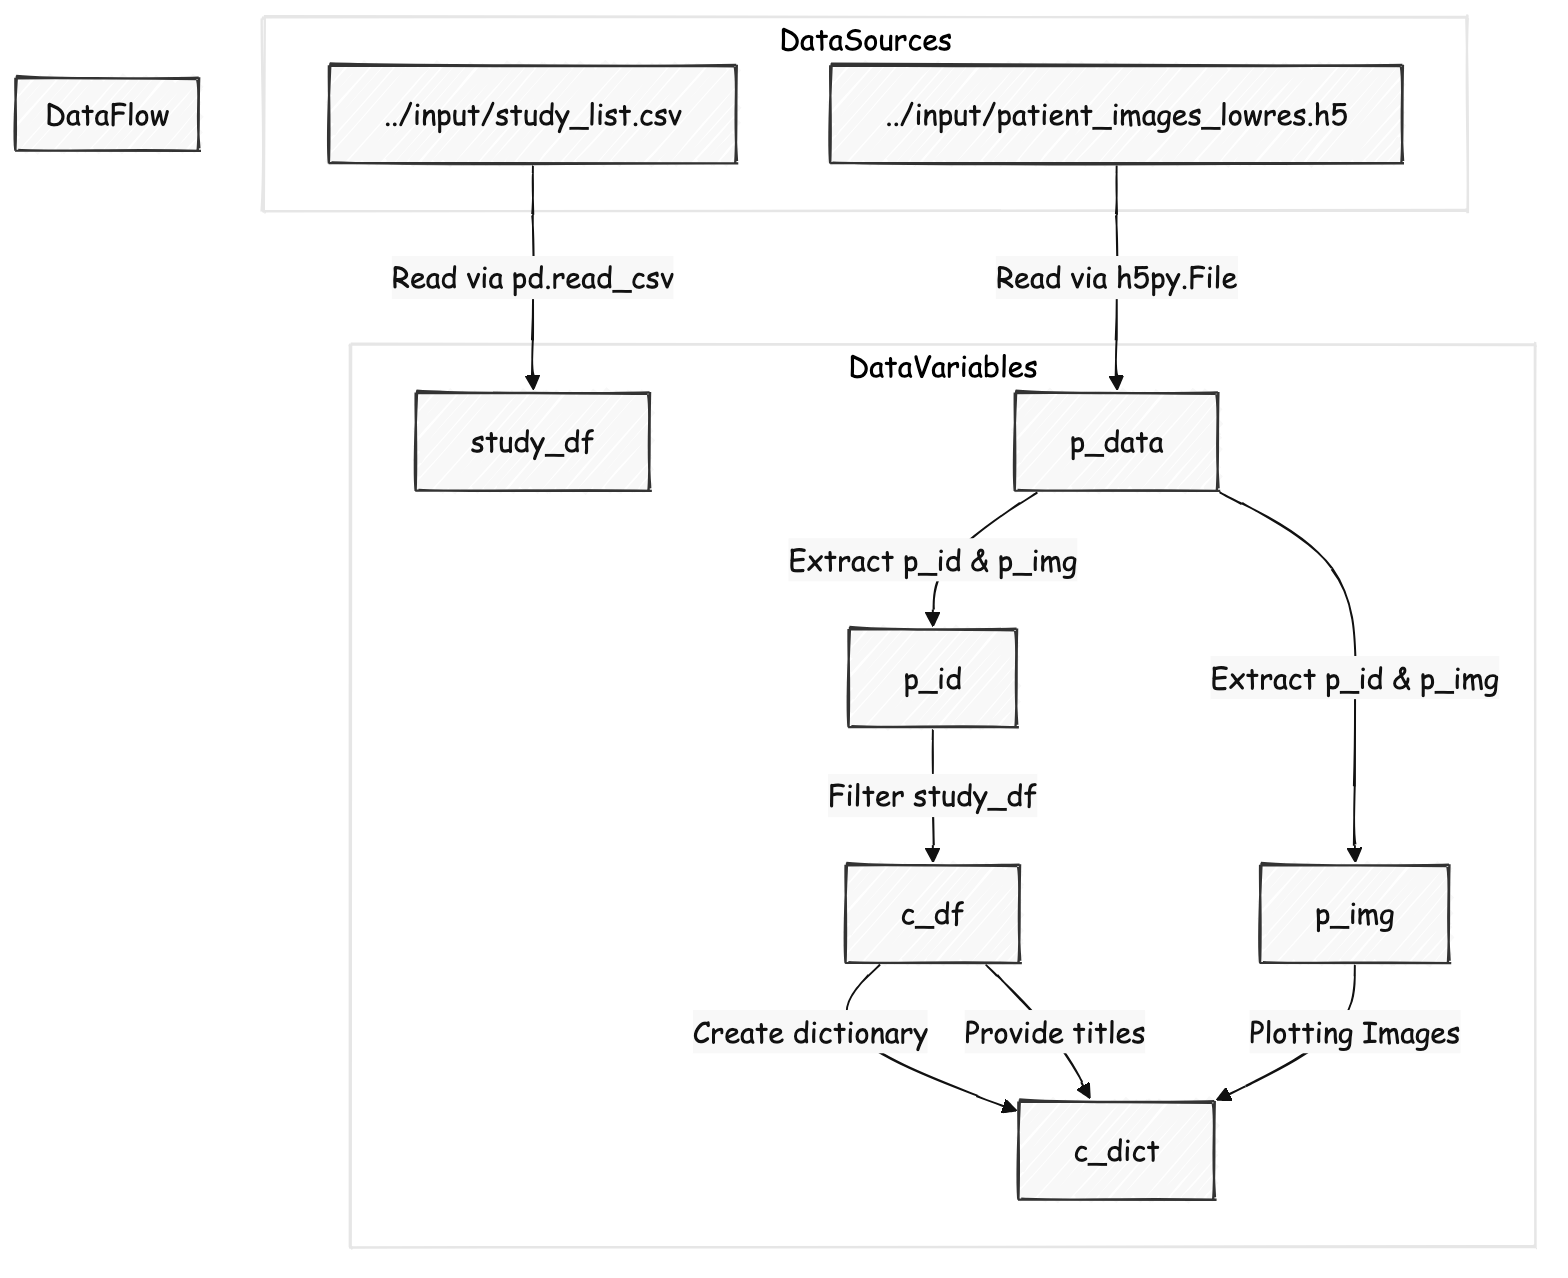 DataSources
DataFlow
../input/study_list.csv
../input/patient_images_lowres.h5
Read via pd.read_csv
Read via h5py.File
DataVariables
study_df
p_data
Extract p_id & p_img
p_id
Extract p_id & p_img
Filter study_df
c_df
p_img
Create dictionary
Provide titles
Plotting Images
c_dict